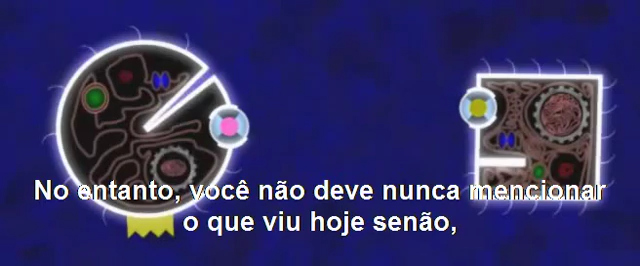 No entanto, você não deve nunca mencionar
o que viu hoje senão,